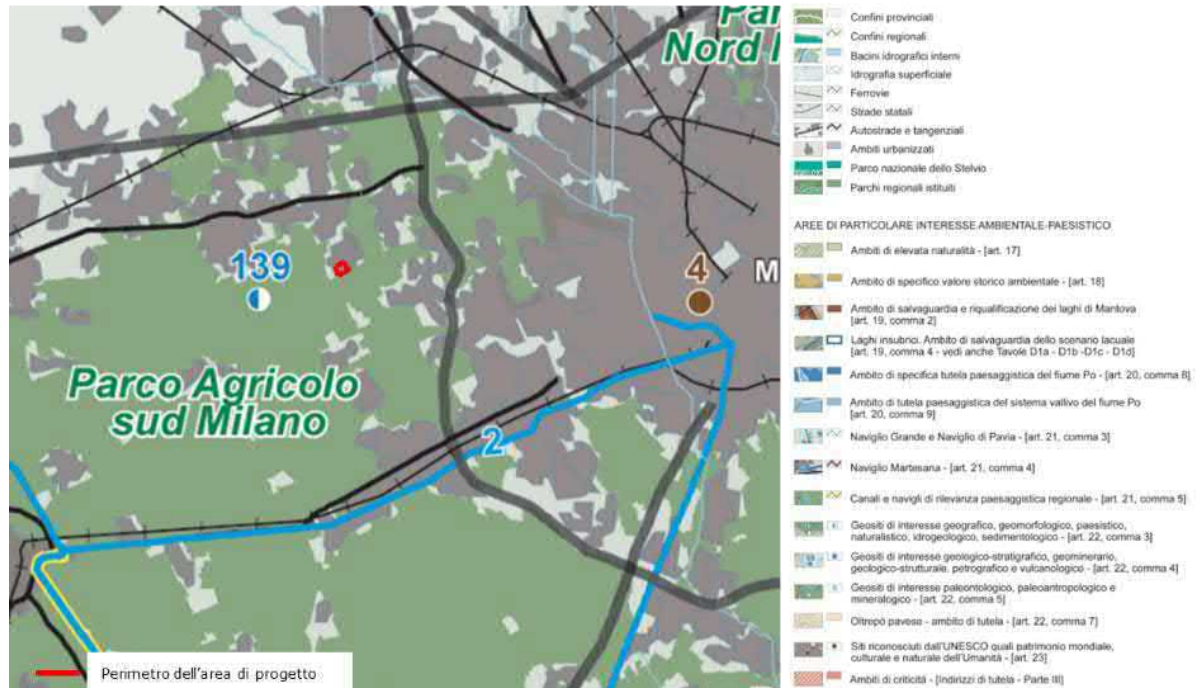 Par
Nord M
139
4
M
Parco Agricolo
sud Milano
2
Perimetro dell'area di progetto
Confini provinciali
Confini regionali
Bacini idrografici interni
Idrografia superficiale
Ferrovie
Strade statali
Autostrade e tangenziali
Ambiti urbanizzati
Parco nazionale dello Stelvio
Parchi regionali istituiti
AREE DI PARTICOLARE INTERESSE AMBIENTALE-PAESISTICO
Ambiti di elevata naturalità - [art. 17]
Ambito di specifico valore storico ambientale - [art. 18]
Ambito di salvaguardia e riqualificazione dei laghi di Mantova
[art. 19, comma 2]
Laghi insubrici. Ambito di salvaguardia dello scenario lacuale
[art. 19, comma 4 - vedi anche Tavole D1a - D1b -D1c - D1d]
Ambito di specifica tutela paesaggistica del fiume Po - [art. 20, comma 8]
Ambito di tutela paesaggistica del sistema vallivo del fiume Po
[art. 20, comma 9]
Naviglio Grande e Naviglio di Pavia - [art. 21, comma 3]
Naviglio Martesana - [art. 21, comma 4]
Canali e navigli di rilevanza paesaggistica regionale - [art. 21, comma 5]
Geositi di interesse geografico, geomorfologico, paesistico,
naturalistico, idrogeologico, sedimentologico - [art. 22, comma 3]
Geositi di interesse geologico-stratigrafico, geominerario,
geologico-strutturale, petrografico e vulcanologico - [art. 22, comma 4]
Geositi di interesse paleontologico, paleoantropologico e
mineralogico - [art. 22, comma 5]
Oltrepò pavese - ambito di tutela - [art. 22, comma 7]
Siti riconosciuti dall'UNESCO quali patrimonio mondiale,
culturale e naturale dell'Umanità - [art. 23]
Ambiti di criticità - [Indirizzi di tutela - Parte III]